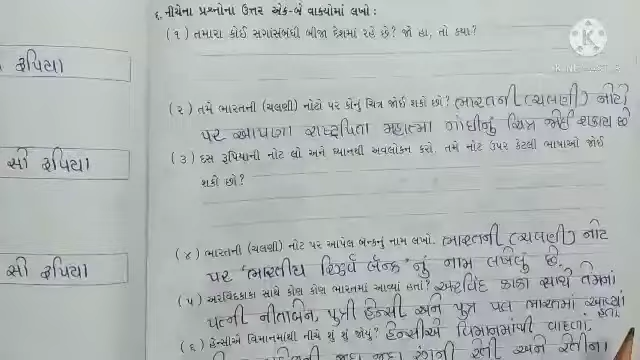 ૬. નીચેના પ્રશ્નોના ઉત્તર એક-બે વાક્યોમાં લખો :
(૧) તમારા કોઈ સગાંસંબંધી બીજા દેશમાં રહે છે? જો હા, તો ક્યા?
રૂપિયા
(૨) તમે ભારતની (ચલણી) નોટો પર કોનું ચિત્ર જોઈ શકો છો? ભારતની (ચલણી) નોટો
પર આપણા રાષ્ટ્રપિતા મહાત્મા ગાંધીનું ચિત્ર જોઈ શકાય છે
(૩) દસ રૂપિયાની નોટ લો અને ધ્યાનથી અવલોકન કરો, તમે નોટ ઉપર કેટલી ભાષાઓ જોઈ
શકો છો?
સો રૂપિયા
(૪) ભારતની (ચલણી) નોટ પર આપેલ બેન્કનું નામ લખો. ભારતની (ચલણી) નોટ
પર 'ભારતીય રિઝર્વ બૅન્ક' નું નામ લખેલું છે.
સો રૂપિયા
(૫) અરવિંદકાકા સાથે કોણ કોણ ભારતમાં આવ્યાં હતાં? અરવિંદ કાકા સાથે તેમનાં
પત્ની નીતાબેન, પુત્રી હેન્સી અને પુત્ર ભારતમાં આવ્યાં
હતા.
(૬) હેન્સીએ વિમાનમાંથી નીચે શું શું જોયું? હેન્સીએ વિમાનમાંથી વાદળાં,
રંગની રેતી અને રેતીના